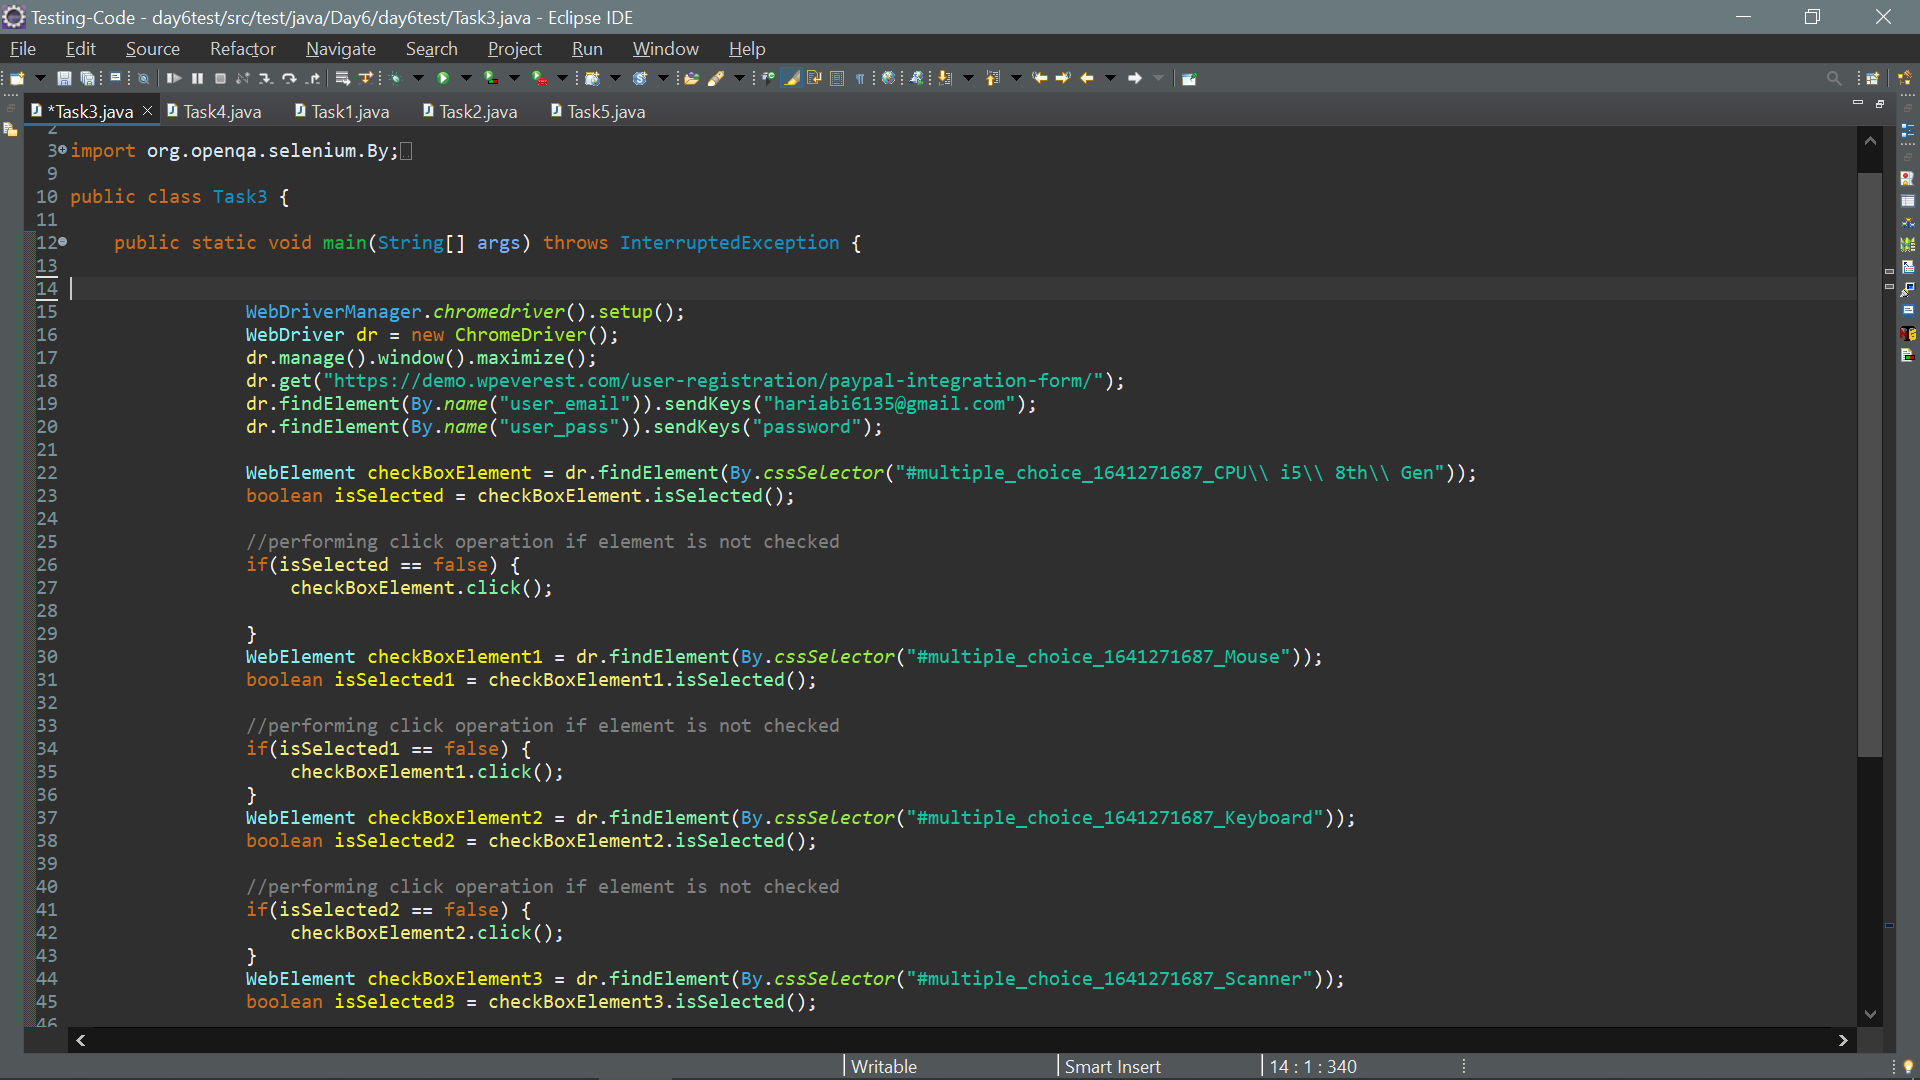 Testing-Code - day6test/src/test/java/Day6/day6test/Task3.java - Eclipse IDE
File Edit Source Refactor Navigate Search Project Run Window Help
*Task3.java Task4.java Task1.java Task2.java Task5.java
2
3 import org.openqa.selenium.By;
9
10 public class Task3 {
11
12 public static void main(String[] args) throws InterruptedException {
13
14
15 WebDriverManager.chromedriver().setup();
16 WebDriver dr = new ChromeDriver();
17 dr.manage().window().maximize();
18 dr.get("https://demo.wpeverest.com/user-registration/paypal-integration-form/");
19 dr.findElement(By.name("user_email")).sendKeys("hariabi6135@gmail.com");
20 dr.findElement(By.name("user_pass")).sendKeys("password");
21
22 WebElement checkBoxElement = dr.findElement(By.cssSelector("#multiple_choice_1641271687_CPU\\ i5\\ 8th\\ Gen"));
23 boolean isSelected = checkBoxElement.isSelected();
24
25 //performing click operation if element is not checked
26 if(isSelected == false) {
27 checkBoxElement.click();
28
29 }
30 WebElement checkBoxElement1 = dr.findElement(By.cssSelector("#multiple_choice_1641271687_Mouse"));
31 boolean isSelected1 = checkBoxElement1.isSelected();
32
33 //performing click operation if element is not checked
34 if(isSelected1 == false) {
35 checkBoxElement1.click();
36 }
37 WebElement checkBoxElement2 = dr.findElement(By.cssSelector("#multiple_choice_1641271687_Keyboard"));
38 boolean isSelected2 = checkBoxElement2.isSelected();
39
40 //performing click operation if element is not checked
41 if(isSelected2 == false) {
42 checkBoxElement2.click();
43 }
44 WebElement checkBoxElement3 = dr.findElement(By.cssSelector("#multiple_choice_1641271687_Scanner"));
45 boolean isSelected3 = checkBoxElement3.isSelected();
46
Writable Smart Insert 14 : 1 : 340